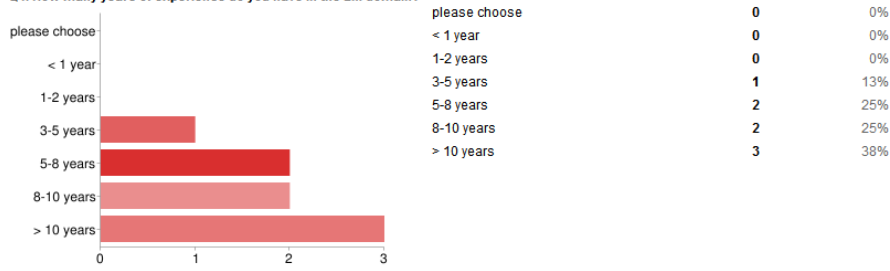 please choose
< 1 year
1-2 years
3-5 years
5-8 years
8-10 years
> 10 years
0 1 2 3
please choose 0 0%
< 1 year 0 0%
1-2 years 0 0%
3-5 years 1 13%
5-8 years 2 25%
8-10 years 2 25%
> 10 years 3 38%